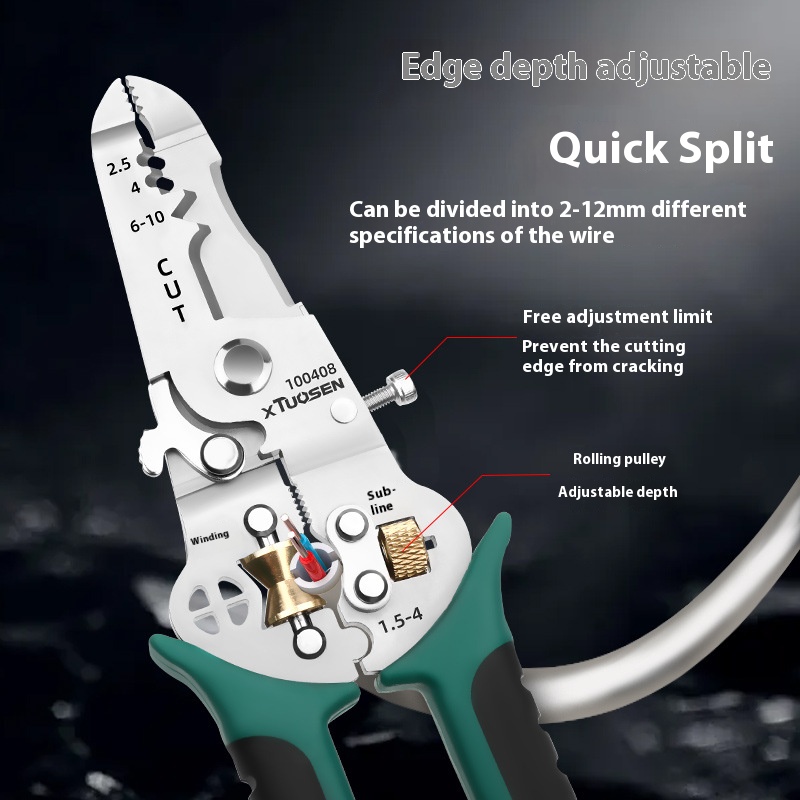 Edge depth adjustable
Quick Split
Can be divided into 2-12mm different
specifications of the wire
2.5
4
6-10
CUT
Free adjustment limit
Prevent the cutting
edge from cracking
100408
XTUOSEN
Rolling pulley
Adjustable depth
Sub-
line
Winding
1.5-4